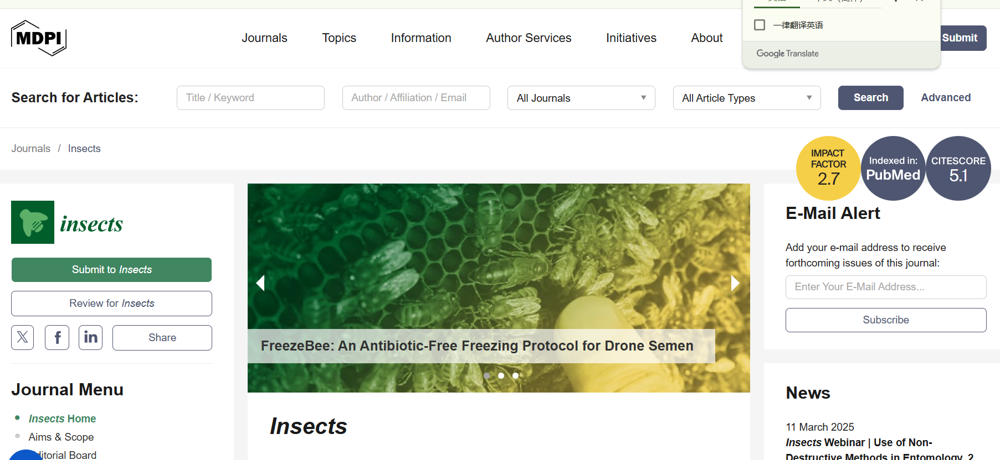 一律翻译英语
Google Translate
MDPI
Journals Topics Information Author Services Initiatives About Submit
Search for Articles: Title / Keyword Author / Affiliation / Email All Journals All Article Types Search Advanced
Journals / Insects
IMPACT
FACTOR
2.7
Indexed in:
PubMed
CITESCORE
5.1
insects
Submit to Insects
Review for Insects
Share
Journal Menu
Insects Home
Aims & Scope
ditorial Board
FreezeBee: An Antibiotic-Free Freezing Protocol for Drone Semen
Insects
E-Mail Alert
Add your e-mail address to receive
forthcoming issues of this journal:
Enter Your E-Mail Address...
Subscribe
News
11 March 2025
Insects Webinar | Use of Non-
Destructive Methods in Entomology, 2